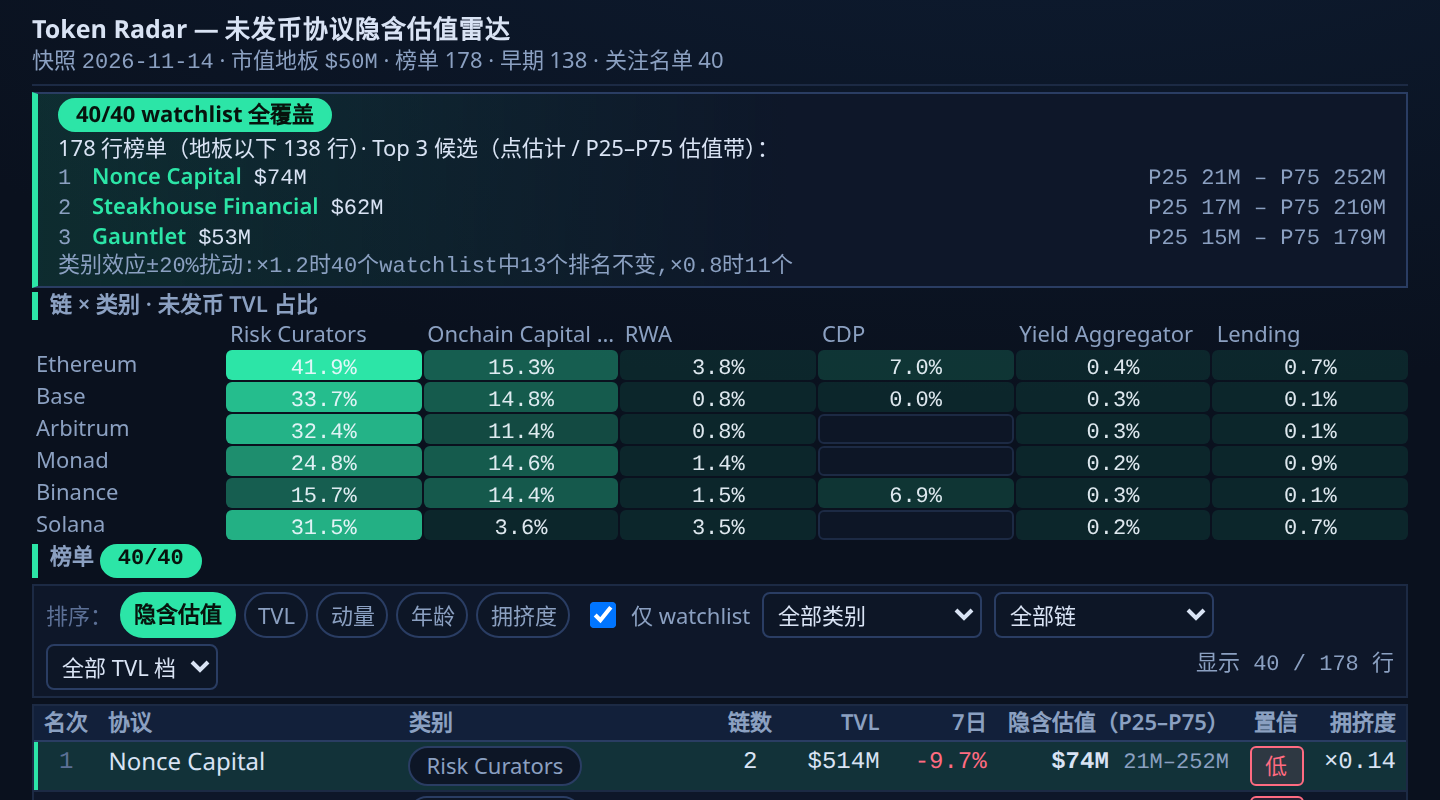 Token Radar — 未发币协议隐含估值雷达
快照 2026-11-14 · 市值地板 $50M · 榜单 178 · 早期 138 · 关注名单 40
40/40 watchlist 全覆盖
178 行榜单（地板以下 138 行）· Top 3 候选（点估计 / P25–P75 估值带）：
1 Nonce Capital $74M P25 21M – P75 252M
2 Steakhouse Financial $62M P25 17M – P75 210M
3 Gauntlet $53M P25 15M – P75 179M
类别效应±20%扰动:×1.2时40个watchlist中13个排名不变,×0.8时11个
链 × 类别 · 未发币 TVL 占比
Risk Curators Onchain Capital ... RWA CDP Yield Aggregator Lending
Ethereum 41.9% 15.3% 3.8% 7.0% 0.4% 0.7%
Base 33.7% 14.8% 0.8% 0.0% 0.3% 0.1%
Arbitrum 32.4% 11.4% 0.8% 0.3% 0.1%
Monad 24.8% 14.6% 1.4% 0.2% 0.9%
Binance 15.7% 14.4% 1.5% 6.9% 0.3% 0.1%
Solana 31.5% 3.6% 3.5% 0.2% 0.7%
榜单 40/40
排序： 隐含估值 TVL 动量 年龄 拥挤度 仅 watchlist 全部类别 全部链
全部 TVL 档 显示 40 / 178 行
名次 协议 类别 链数 TVL 7日 隐含估值（P25–P75） 置信 拥挤度
1 Nonce Capital Risk Curators 2 $514M -9.7% $74M 21M–252M 低 ×0.14